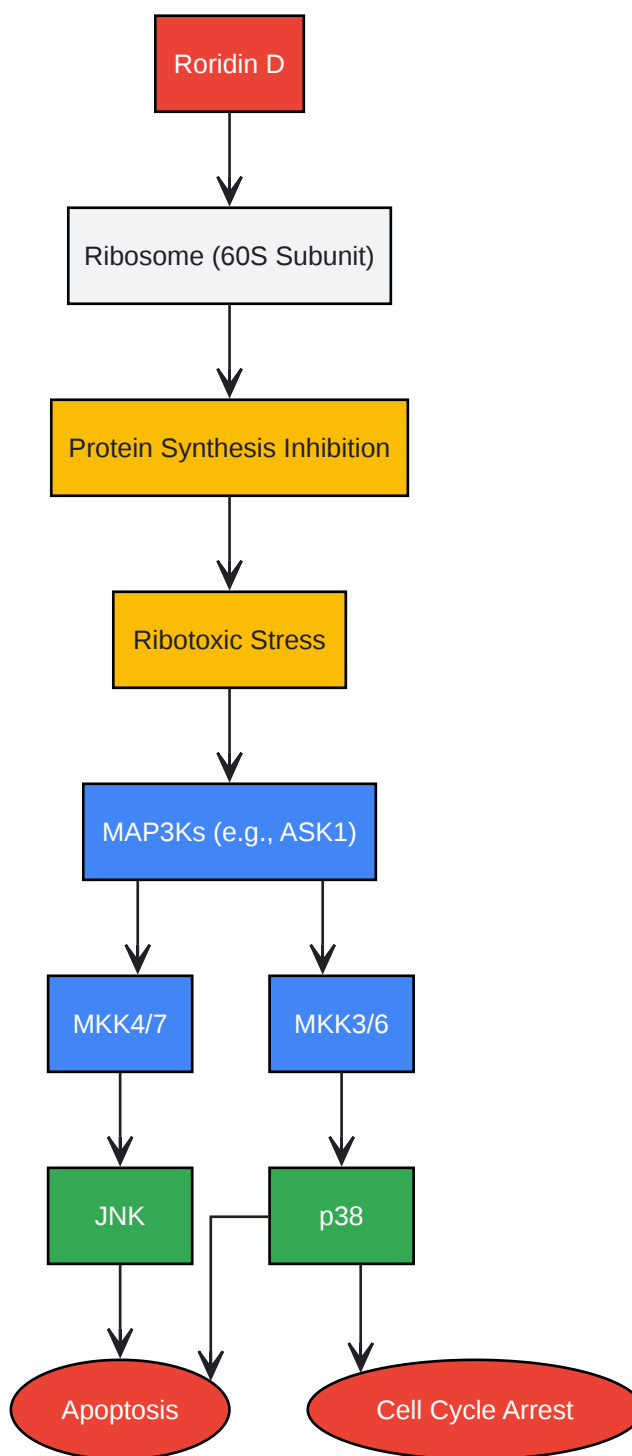 Roridin D
Ribosome (60S Subunit)
Protein Synthesis Inhibition
Ribotoxic Stress
MAP3Ks (e.g., ASK1)
MKK4/7
MKK3/6
JNK
p38
Apoptosis
Cell Cycle Arrest